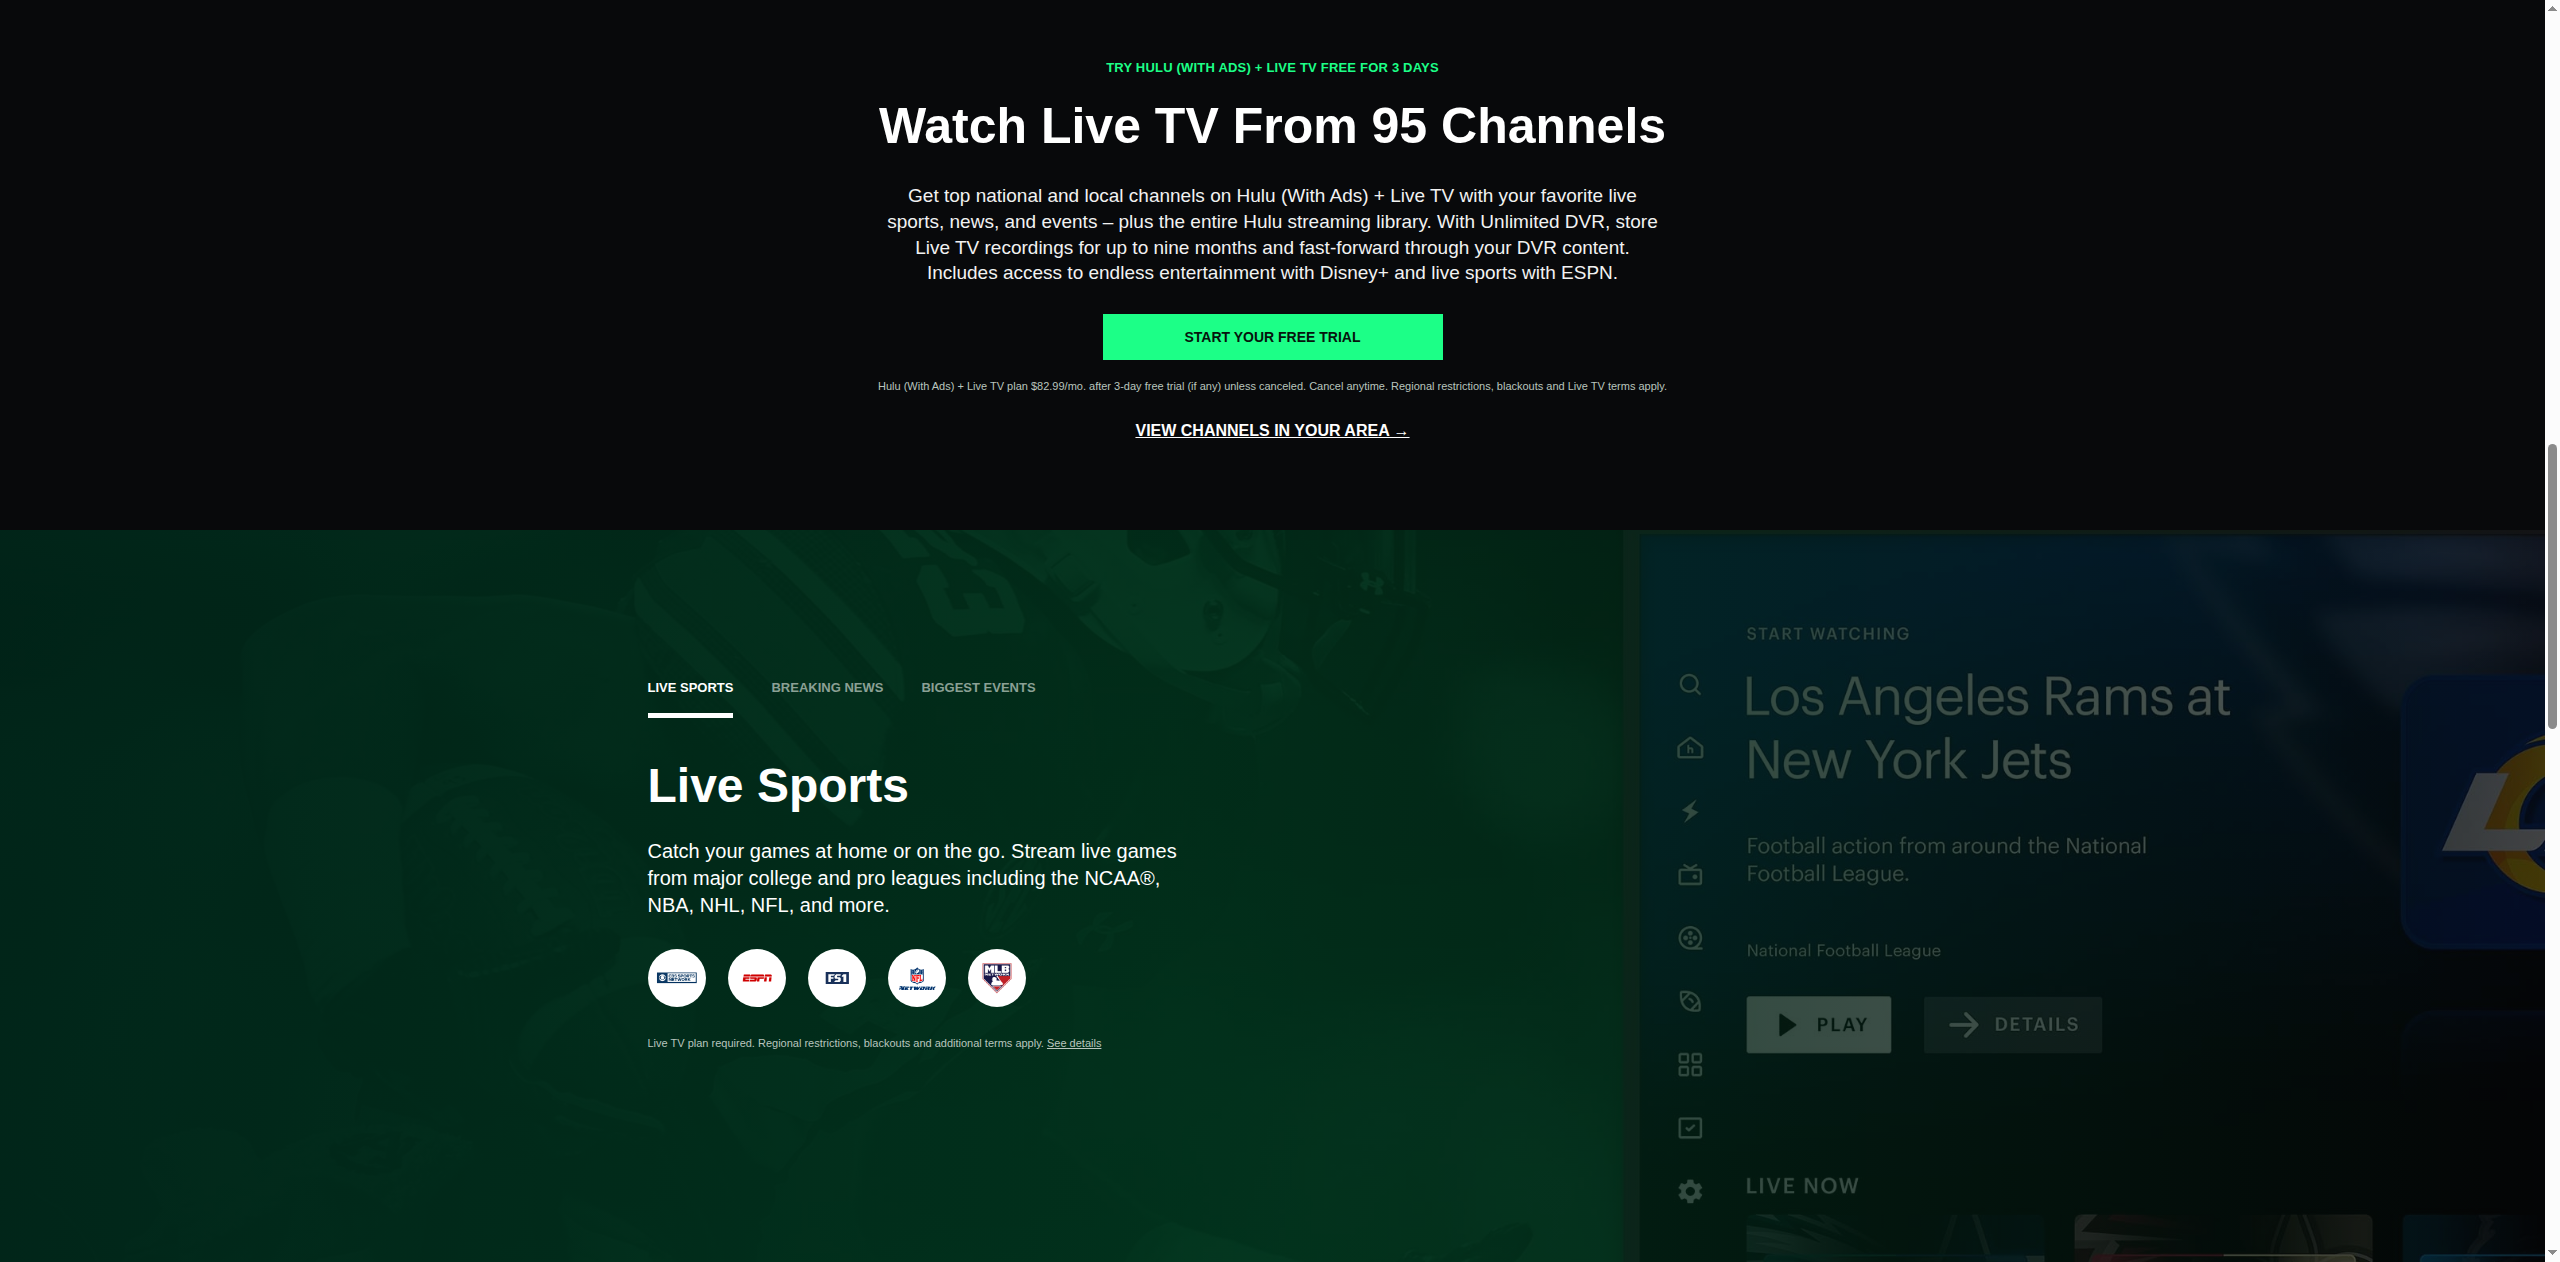 TRY HULU (WITH ADS) + LIVE TV FREE FOR 3 DAYS
Watch Live TV From 95 Channels
Get top national and local channels on Hulu (With Ads) + Live TV with your favorite live
sports, news, and events – plus the entire Hulu streaming library. With Unlimited DVR, store
Live TV recordings for up to nine months and fast-forward through your DVR content.
Includes access to endless entertainment with Disney+ and live sports with ESPN.
START YOUR FREE TRIAL
Hulu (With Ads) + Live TV plan $82.99/mo. after 3-day free trial (if any) unless canceled. Cancel anytime. Regional restrictions, blackouts and Live TV terms apply.
VIEW CHANNELS IN YOUR AREA →
LIVE SPORTS BREAKING NEWS BIGGEST EVENTS
Live Sports
Catch your games at home or on the go. Stream live games
from major college and pro leagues including the NCAA®,
NBA, NHL, NFL, and more.
CBS SPORTS NETWORK
ESPN
FS1
NFL NETWORK
MLB NETWORK
Live TV plan required. Regional restrictions, blackouts and additional terms apply. See details
START WATCHING
Los Angeles Rams at
New York Jets
Football action from around the National
Football League.
National Football League
PLAY
DETAILS
LIVE NOW